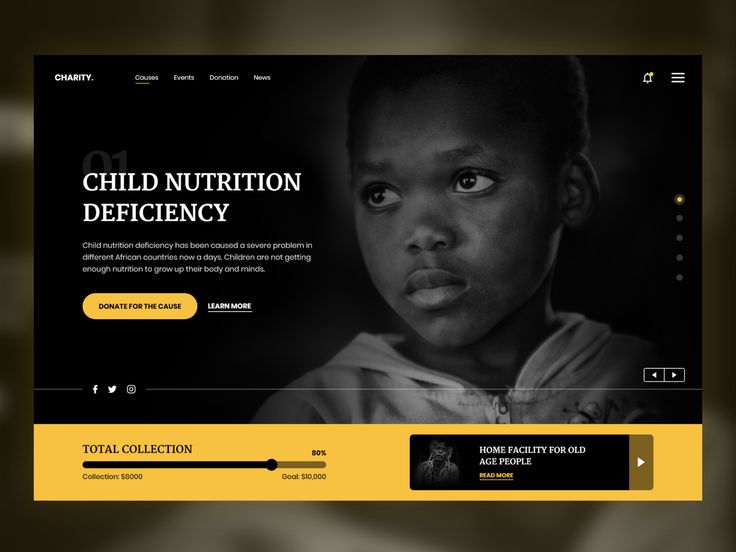 CHARITY.
Causes Events Donation News
01
CHILD NUTRITION
DEFICIENCY
Child nutrition deficiency has been caused a severe problem in
different African countries now a days. Children are not getting
enough nutrition to grow up their body and minds.
DONATE FOR THE CAUSE LEARN MORE
TOTAL COLLECTION
80%
Collection: $8000 Goal: $10,000
HOME FACILITY FOR OLD
AGE PEOPLE
READ MORE